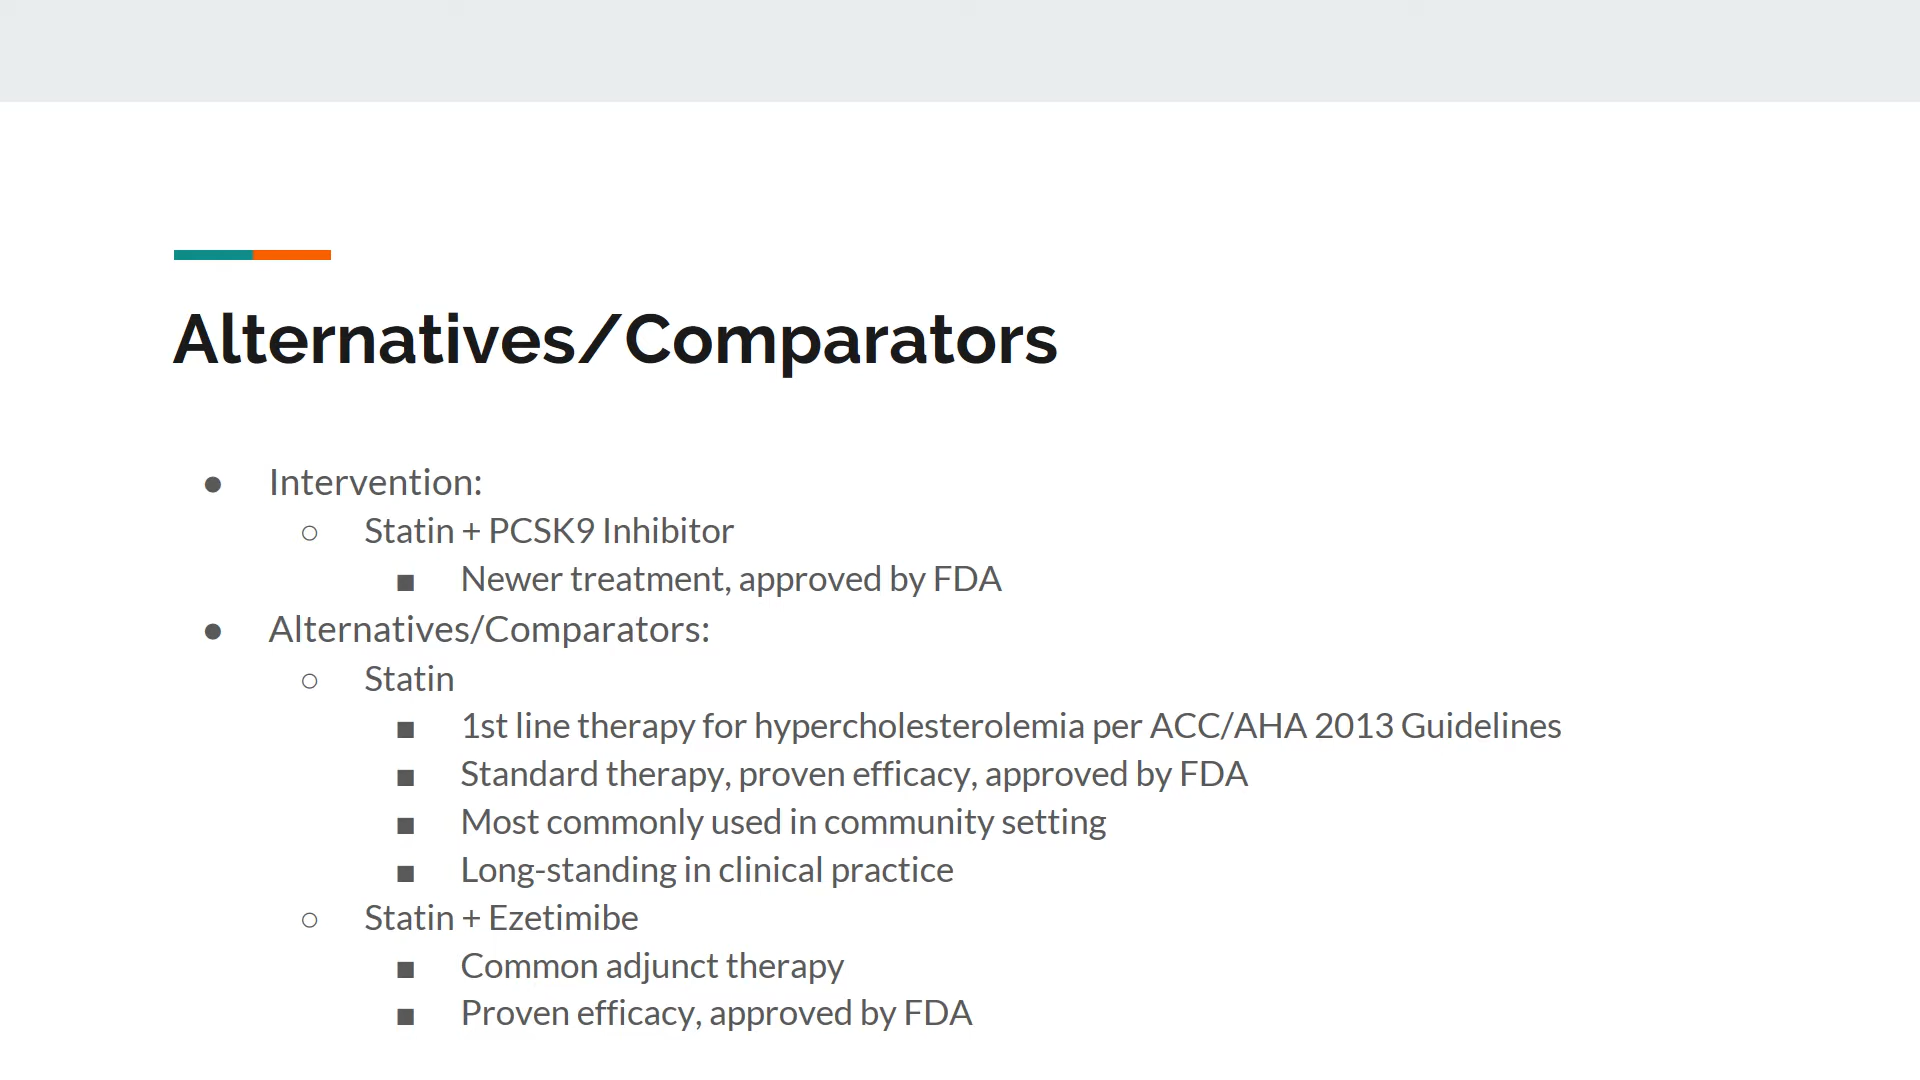 Alternatives/Comparators
● Intervention:
○ Statin + PCSK9 Inhibitor
■ Newer treatment, approved by FDA
● Alternatives/Comparators:
○ Statin
■ 1st line therapy for hypercholesterolemia per ACC/AHA 2013 Guidelines
■ Standard therapy, proven efficacy, approved by FDA
■ Most commonly used in community setting
■ Long-standing in clinical practice
○ Statin + Ezetimibe
■ Common adjunct therapy
■ Proven efficacy, approved by FDA